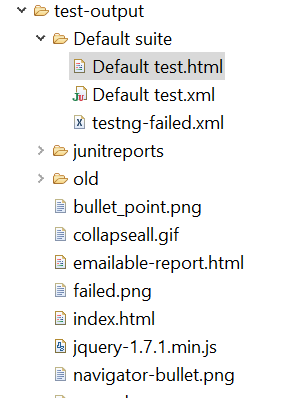 test-output
Default suite
Default test.html
Default test.xml
testng-failed.xml
junitreports
old
bullet_point.png
collapseall.gif
emailable-report.html
failed.png
index.html
jquery-1.7.1.min.js
navigator-bullet.png